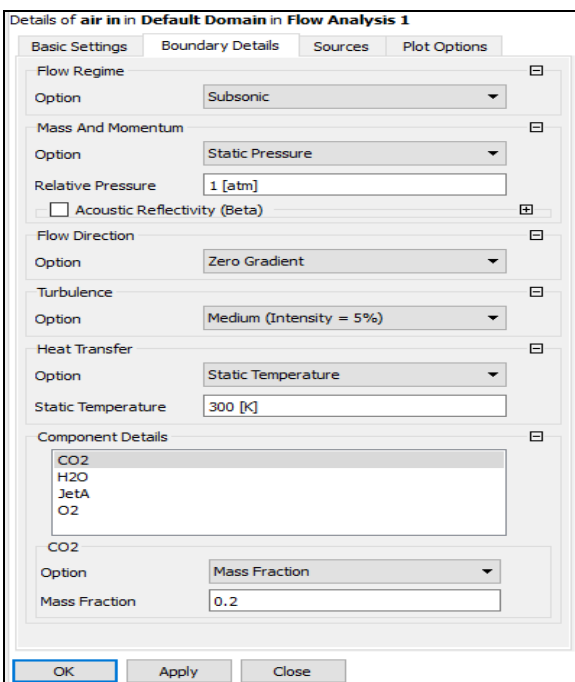 Details of air in in Default Domain in Flow Analysis 1
Basic Settings Boundary Details Sources Plot Options
Flow Regime
Option Subsonic
Mass And Momentum
Option Static Pressure
Relative Pressure 1 [atm]
Acoustic Reflectivity (Beta)
Flow Direction
Option Zero Gradient
Turbulence
Option Medium (Intensity = 5%)
Heat Transfer
Option Static Temperature
Static Temperature 300 [K]
Component Details
CO2
H2O
JetA
O2
CO2
Option Mass Fraction
Mass Fraction 0.2
OK Apply Close